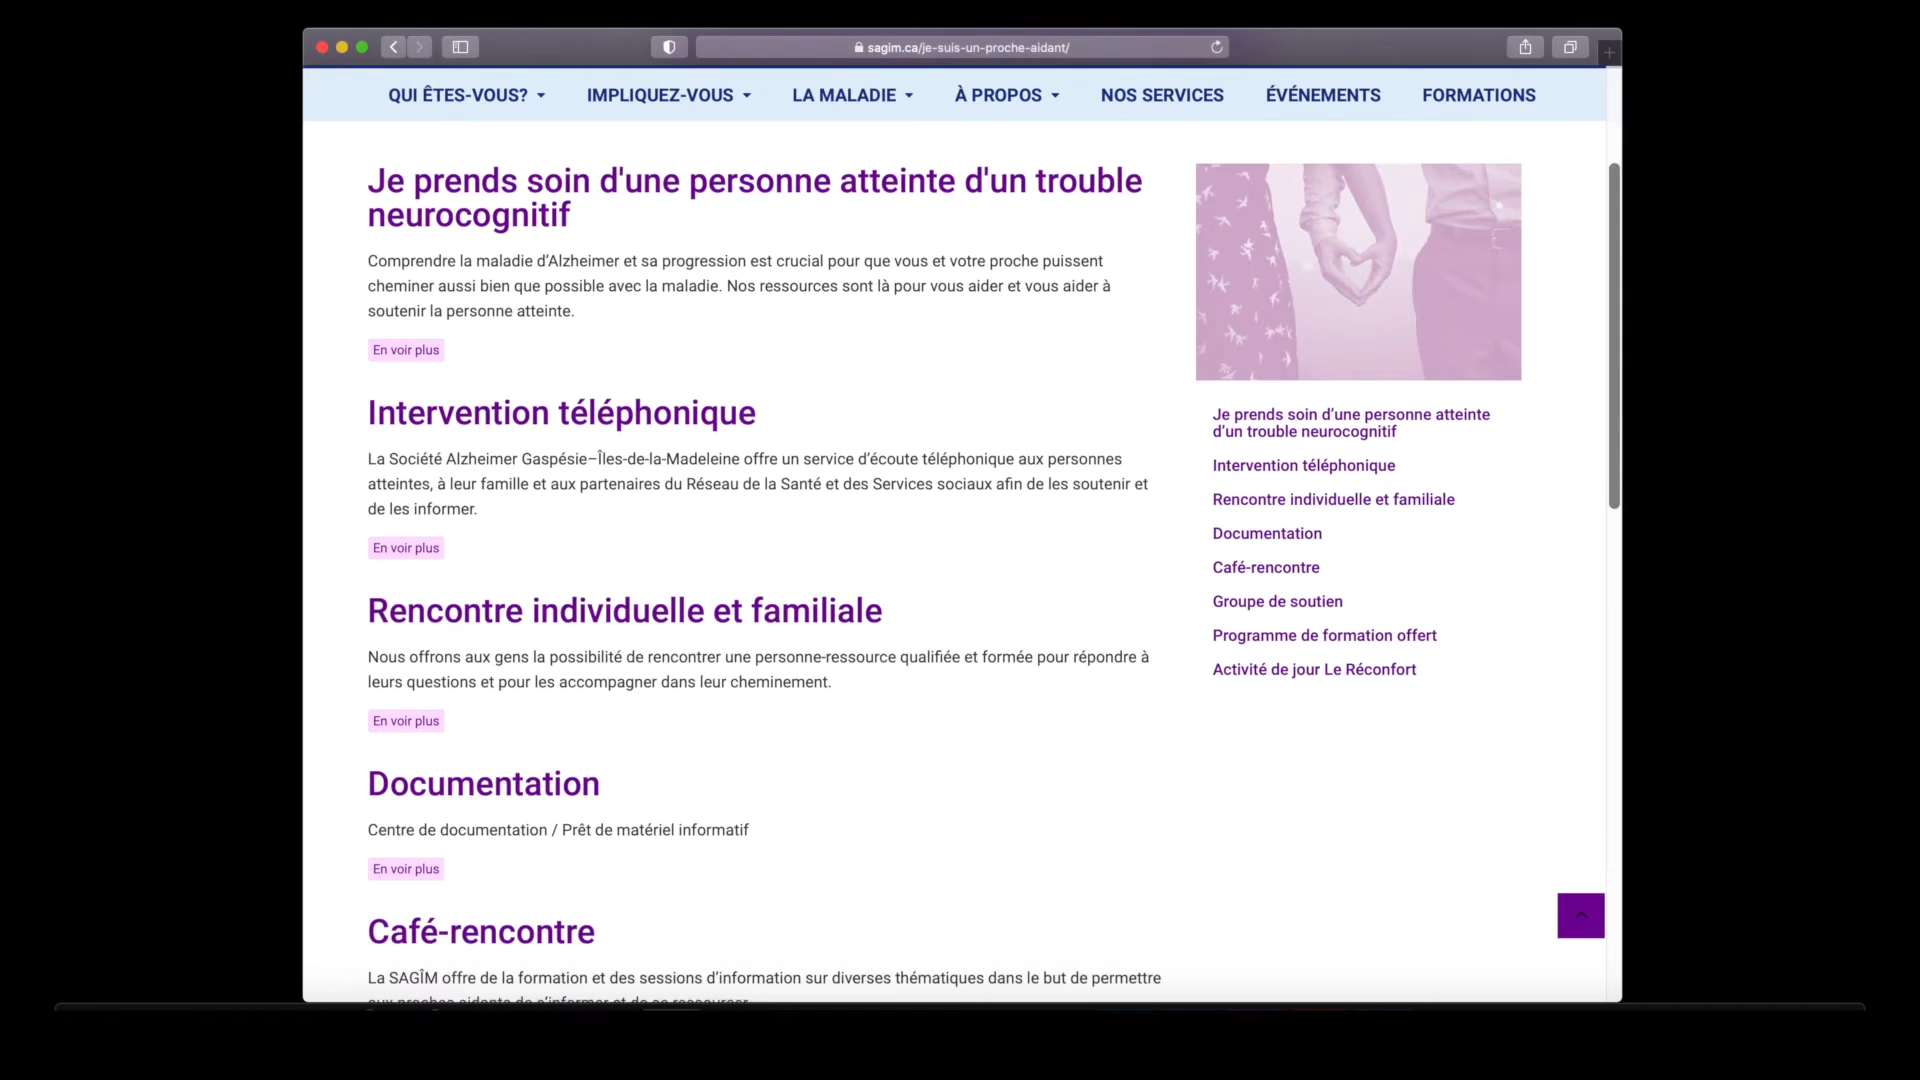 sagim.ca/je-suis-un-proche-aidant/
QUI ÊTES-VOUS? IMPLIQUEZ-VOUS LA MALADIE À PROPOS NOS SERVICES ÉVÉNEMENTS FORMATIONS
Je prends soin d'une personne atteinte d'un trouble
neurocognitif
Comprendre la maladie d’Alzheimer et sa progression est crucial pour que vous et votre proche puissent
cheminer aussi bien que possible avec la maladie. Nos ressources sont là pour vous aider et vous aider à
soutenir la personne atteinte.
En voir plus
Intervention téléphonique
La Société Alzheimer Gaspésie–Îles-de-la-Madeleine offre un service d’écoute téléphonique aux personnes
atteintes, à leur famille et aux partenaires du Réseau de la Santé et des Services sociaux afin de les soutenir et
de les informer.
En voir plus
Rencontre individuelle et familiale
Nous offrons aux gens la possibilité de rencontrer une personne-ressource qualifiée et formée pour répondre à
leurs questions et pour les accompagner dans leur cheminement.
En voir plus
Documentation
Centre de documentation / Prêt de matériel informatif
En voir plus
Café-rencontre
La SAGÎM offre de la formation et des sessions d’information sur diverses thématiques dans le but de permettre
aux proches aidants de s’informer et de se ressourcer
Je prends soin d’une personne atteinte
d’un trouble neurocognitif
Intervention téléphonique
Rencontre individuelle et familiale
Documentation
Café-rencontre
Groupe de soutien
Programme de formation offert
Activité de jour Le Réconfort